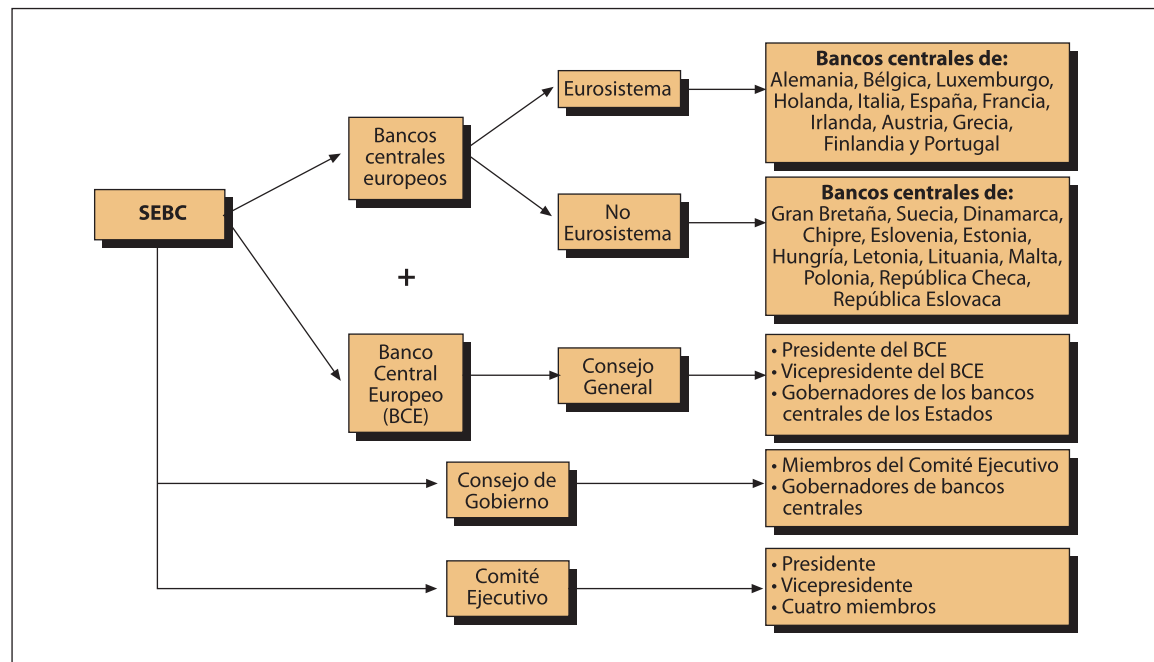 SEBC
Bancos
centrales
europeos
Eurosistema
Bancos centrales de:
Alemania, Bélgica, Luxemburgo,
Holanda, Italia, España, Francia,
Irlanda, Austria, Grecia,
Finlandia y Portugal
No
Eurosistema
Bancos centrales de:
Gran Bretaña, Suecia, Dinamarca,
Chipre, Eslovenia, Estonia,
Hungría, Letonia, Lituania, Malta,
Polonia, República Checa,
República Eslovaca
+
Banco
Central
Europeo
(BCE)
Consejo
General
• Presidente del BCE
• Vicepresidente del BCE
• Gobernadores de los bancos
centrales de los Estados
Consejo de
Gobierno
• Miembros del Comité Ejecutivo
• Gobernadores de bancos
centrales
Comité
Ejecutivo
• Presidente
• Vicepresidente
• Cuatro miembros